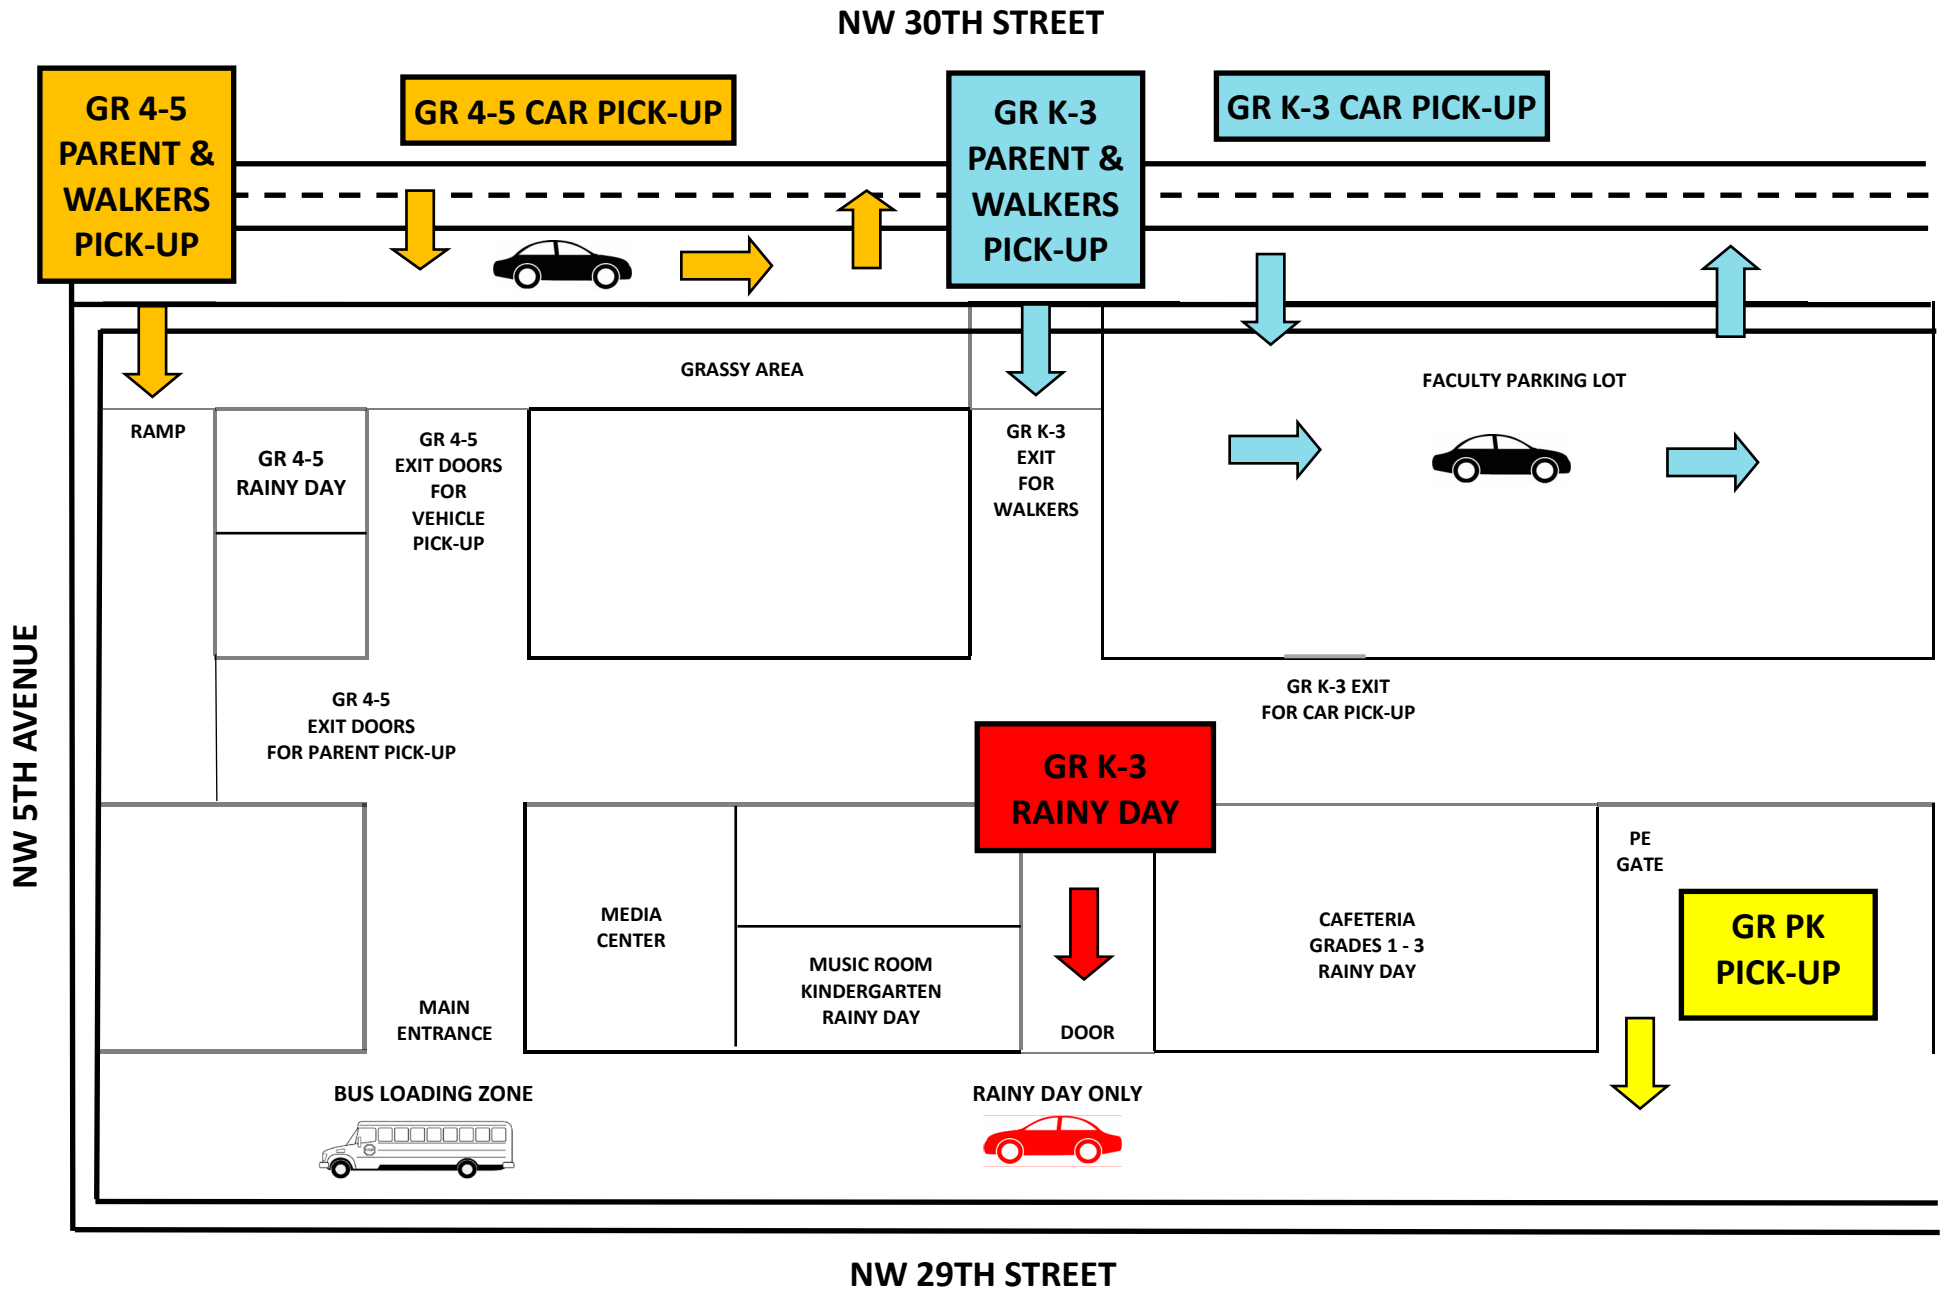 NW 30TH STREET
GR 4-5
PARENT &
WALKERS
PICK-UP
GR 4-5 CAR PICK-UP
GR K-3
PARENT &
WALKERS
PICK-UP
GR K-3 CAR PICK-UP
GRASSY AREA
FACULTY PARKING LOT
RAMP
GR 4-5
RAINY DAY
GR 4-5
EXIT DOORS
FOR
VEHICLE
PICK-UP
GR K-3
EXIT
FOR
WALKERS
NW 5TH AVENUE
GR 4-5
EXIT DOORS
FOR PARENT PICK-UP
GR K-3 EXIT
FOR CAR PICK-UP
GR K-3
RAINY DAY
PE
GATE
MEDIA
CENTER
MUSIC ROOM
KINDERGARTEN
RAINY DAY
CAFETERIA
GRADES 1 - 3
RAINY DAY
GR PK
PICK-UP
MAIN
ENTRANCE
DOOR
BUS LOADING ZONE
STOP
RAINY DAY ONLY
NW 29TH STREET